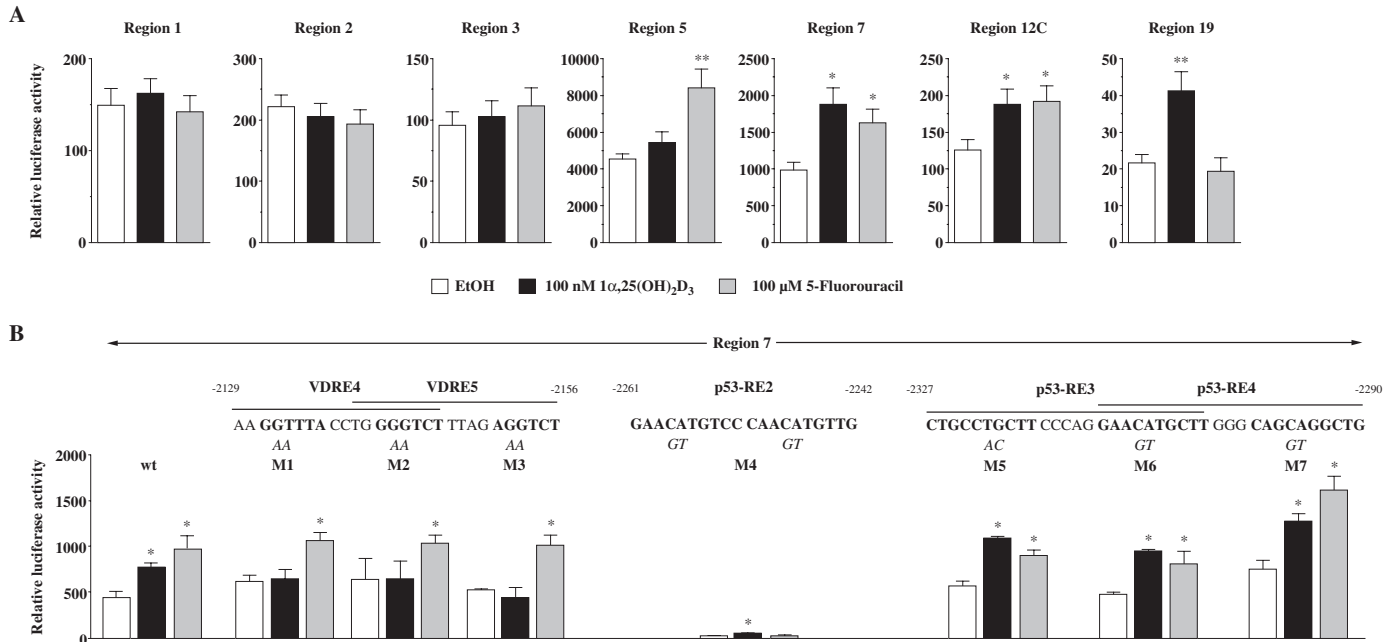 A
Region 1
Region 2
Region 3
Region 5
Region 7
Region 12C
Region 19
Relative luciferase activity
200
100
0
300
200
100
0
150
100
50
0
10000
8000
6000
4000
2000
0
**
2500
2000
1500
1000
500
0
*
*
250
200
150
100
50
0
*
*
50
40
30
20
10
0
**
EtOH
100 nM 1α,25(OH)₂D₃
100 µM 5-Fluorouracil
B
Region 7
-2129 VDRE4 VDRE5 -2156
-2261 p53-RE2 -2242
-2327 p53-RE3 p53-RE4 -2290
AA GGTTTA CCTG GGGTCT TTAG AGGTCT
GAACATGTCC CAACATGTTG
CTGCCTGCTT CCCAG GAACATGCTT GGG CAGCAGGCTG
AA AA AA GT GT AC GT GT
wt M1 M2 M3 M4 M5 M6 M7
Relative luciferase activity
2000
1500
1000
500
0
* *
*
*
*
*
* *
* *
* *